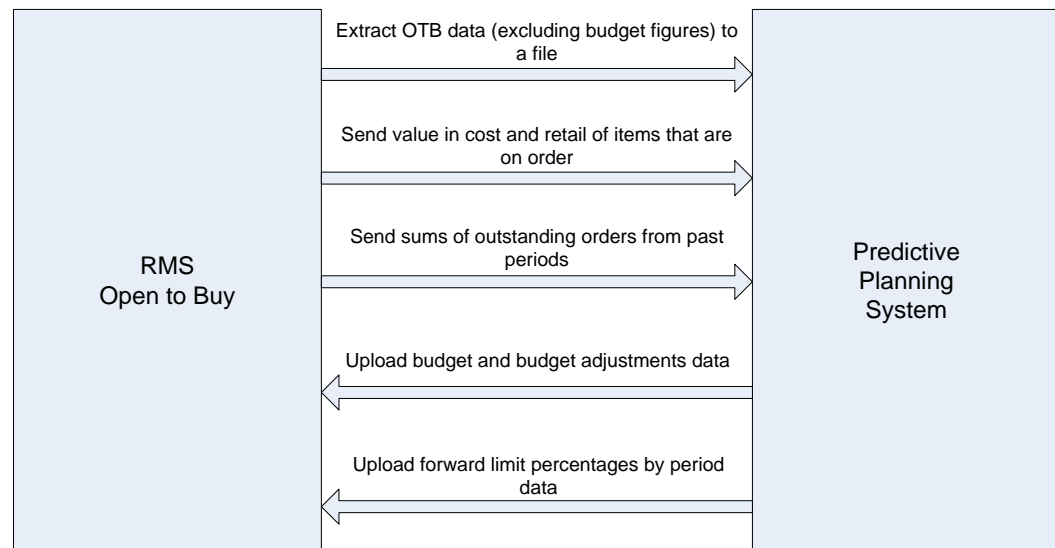 Extract OTB data (excluding budget figures) to
a file
Send value in cost and retail of items that are
on order
Send sums of outstanding orders from past
periods
RMS
Open to Buy
Predictive
Planning
System
Upload budget and budget adjustments data
Upload forward limit percentages by period
data